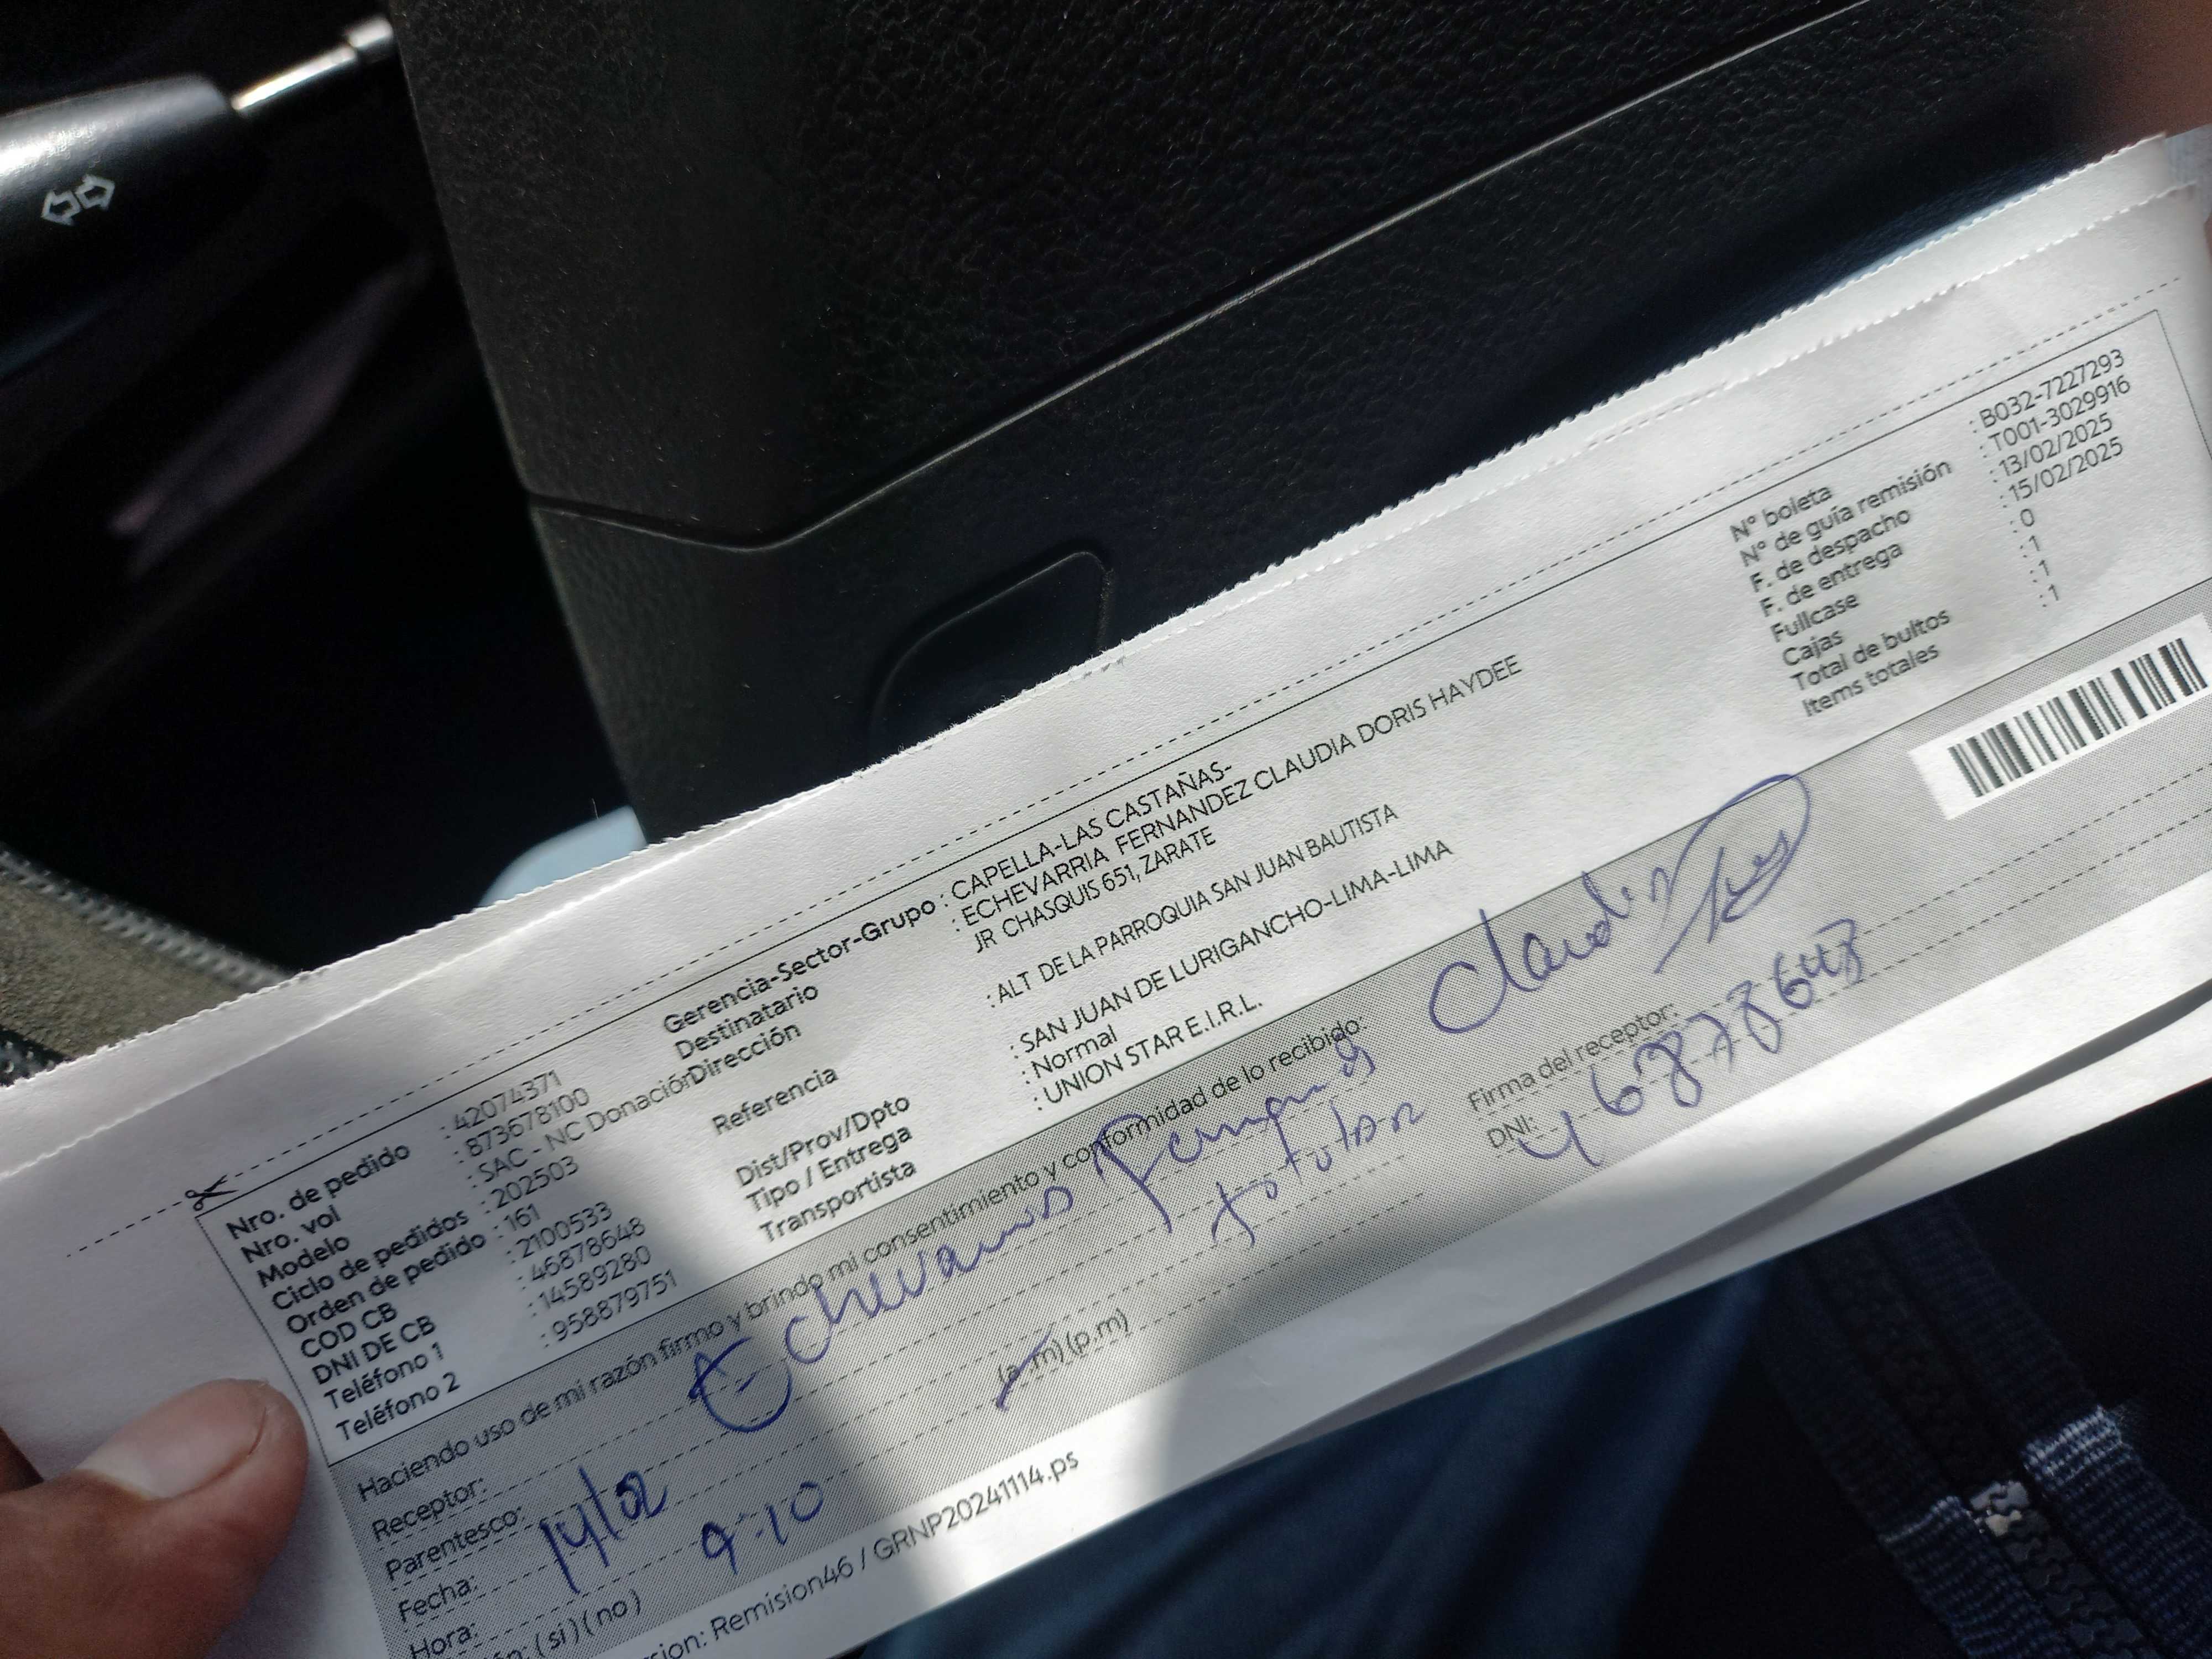 Nro. de pedido : 42074371
Nro. vol : 873678100
Modelo : SAC - NC Donación
Ciclo de pedidos : 202503
Orden de pedido : 161
COD CB : 2100533
DNI DE CB : 46878648
Teléfono 1 : 14589280
Teléfono 2 : 958879751
Gerencia-Sector-Grupo : CAPELLA-LAS CASTAÑAS-
Destinatario : ECHEVARRIA FERNANDEZ CLAUDIA DORIS HAYDEE
Dirección JR CHASQUIS 651, ZARATE
Referencia : ALT DE LA PARROQUIA SAN JUAN BAUTISTA
Dist/Prov/Dpto : SAN JUAN DE LURIGANCHO-LIMA-LIMA
Tipo / Entrega : Normal
Transportista : UNION STAR E.I.R.L.
N° boleta : B032-7227293
N° de guía remisión : T001-3029916
F. de despacho : 13/02/2025
F. de entrega : 15/02/2025
Fullcase : 0
Cajas : 1
Total de bultos : 1
Items totales : 1
Haciendo uso de mi razón firmo y brindo mi consentimiento y conformidad de lo recibido:
Receptor: Claudia
Parentesco: titular
Fecha: 14/02
Hora: 9:10 (a.m) (p.m)
(si) (no)
Firma del receptor:
DNI: 46878648
sion: Remision46 / GRNP20241114.ps